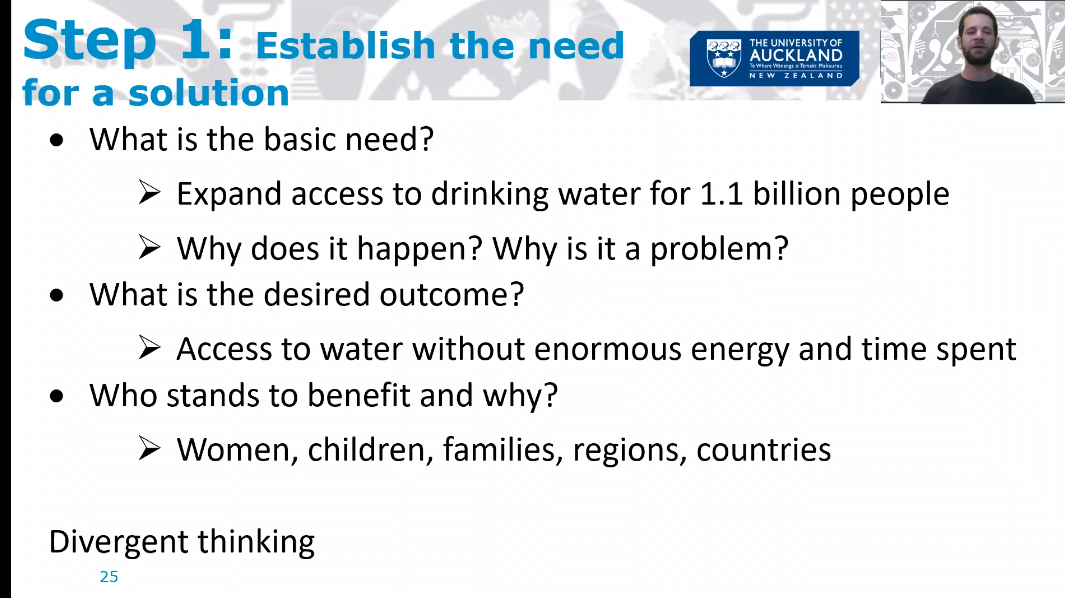 Step 1: Establish the need
for a solution
THE UNIVERSITY OF
AUCKLAND
Te Whare Wānanga o Tāmaki Makaurau
NEW ZEALAND
• What is the basic need?
➢ Expand access to drinking water for 1.1 billion people
➢ Why does it happen? Why is it a problem?
• What is the desired outcome?
➢ Access to water without enormous energy and time spent
• Who stands to benefit and why?
➢ Women, children, families, regions, countries
Divergent thinking
25